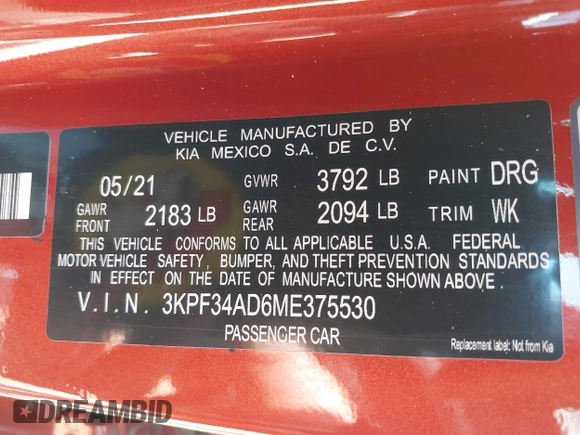 VEHICLE MANUFACTURED BY
KIA MEXICO S.A. DE C.V.
05/21 GVWR 3792 LB PAINT DRG
GAWR FRONT 2183 LB GAWR REAR 2094 LB TRIM WK
THIS VEHICLE CONFORMS TO ALL APPLICABLE U.S.A. FEDERAL
MOTOR VEHICLE SAFETY, BUMPER, AND THEFT PREVENTION STANDARDS
IN EFFECT ON THE DATE OF MANUFACTURE SHOWN ABOVE.
V.I.N. 3KPF34AD6ME375530
PASSENGER CAR
Replacement label: Not from Kia
DREAMBID